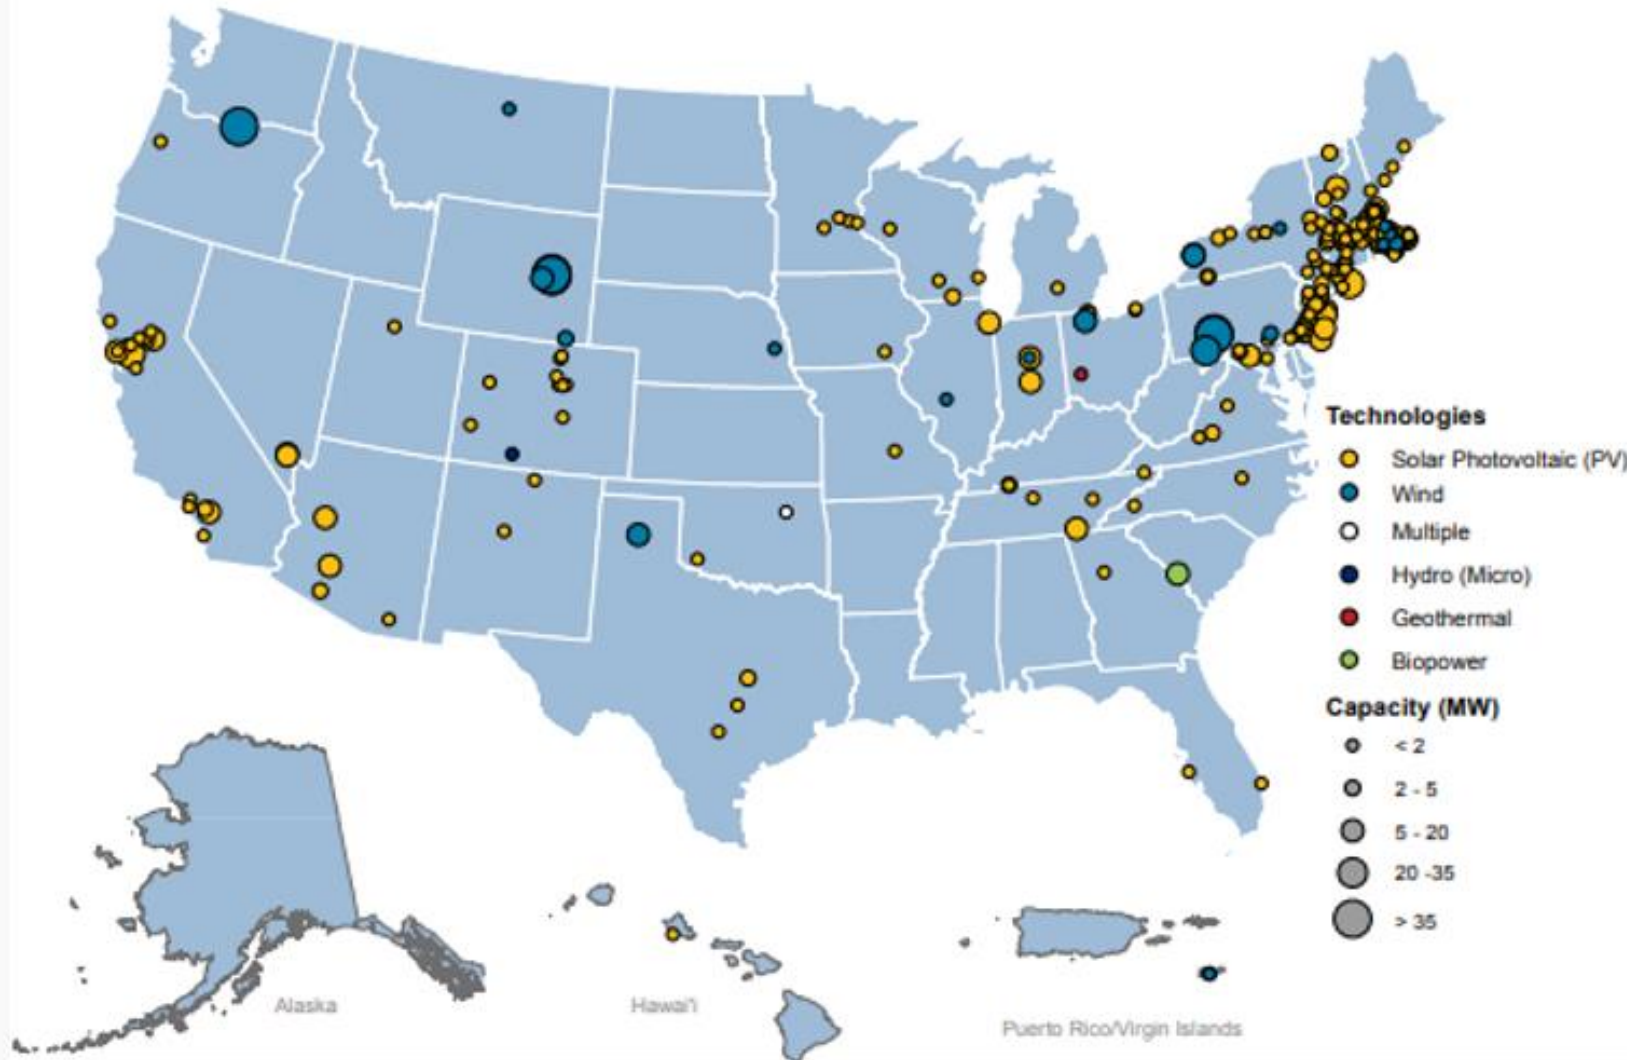 Technologies
Solar Photovoltaic (PV)
Wind
Multiple
Hydro (Micro)
Geothermal
Biopower
Capacity (MW)
< 2
2 - 5
5 - 20
20 -35
> 35
Alaska
Hawai'i
Puerto Rico/Virgin Islands